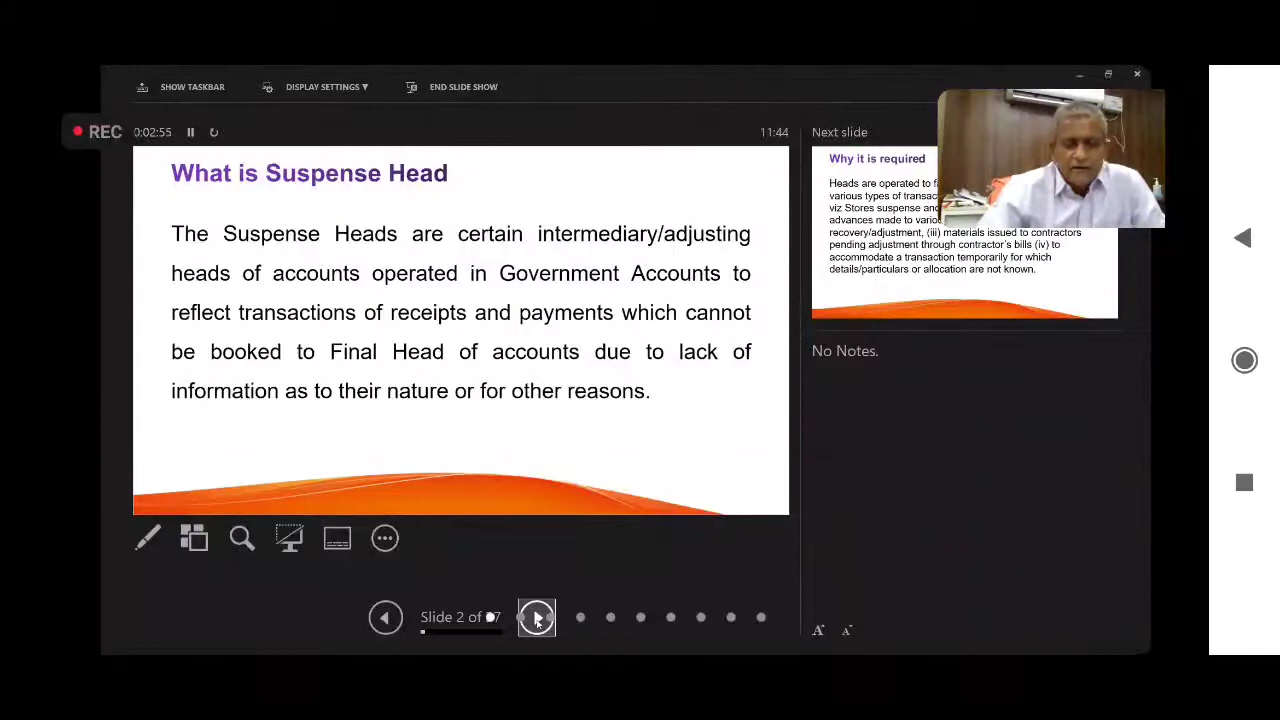 SHOW TASKBAR
DISPLAY SETTINGS ▼
END SLIDE SHOW
REC
0:02:55
11:44
Next slide
What is Suspense Head
The Suspense Heads are certain intermediary/adjusting
heads of accounts operated in Government Accounts to
reflect transactions of receipts and payments which cannot
be booked to Final Head of accounts due to lack of
information as to their nature or for other reasons.
Why it is required
Heads are operated to
various types of
viz Stores suspense and
advances made to
recovery/adjustment, (iii) materials issued to contractors
pending adjustment through contractor's bills (iv) to
accommodate a transaction temporarily for which
details/particulars or allocation are not known.
No Notes.
Slide 2 of
A
A